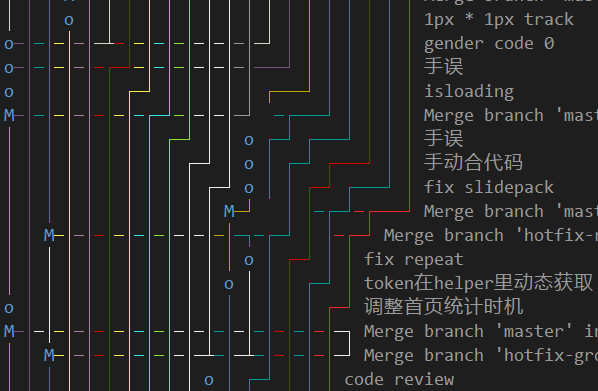 1px * 1px track
gender code 0
手误
isloading
Merge branch 'mast
手误
手动合代码
fix slidepack
Merge branch 'mast
Merge branch 'hotfix-r
fix repeat
token在helper里动态获取
调整首页统计时机
Merge branch 'master' in
Merge branch 'hotfix-gro
code review